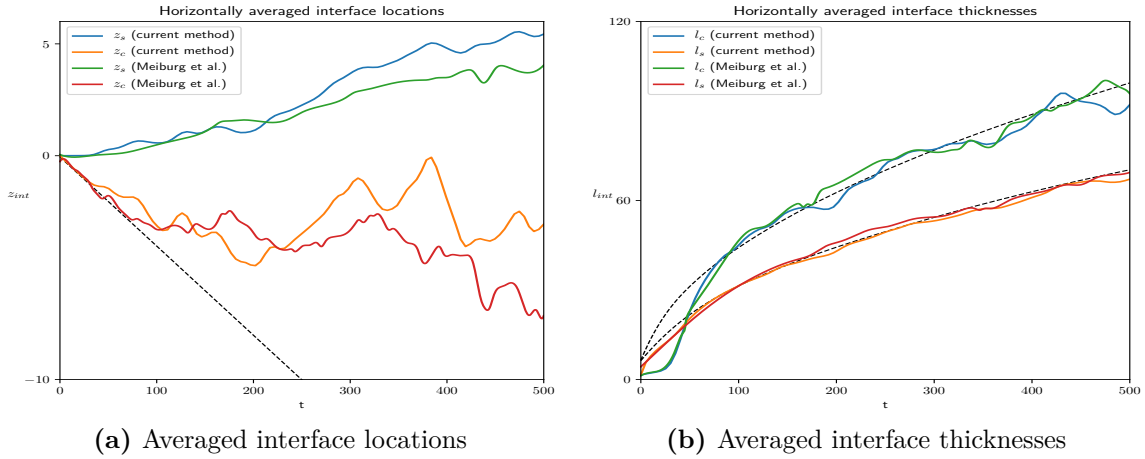 Horizontally averaged interface locations
5
0
−10
z_int
z_s (current method)
z_c (current method)
z_s (Meiburg et al.)
z_c (Meiburg et al.)
0 100 200 300 400 500
t
(a) Averaged interface locations
Horizontally averaged interface thicknesses
120
60
0
l_int
l_c (current method)
l_s (current method)
l_c (Meiburg et al.)
l_s (Meiburg et al.)
0 100 200 300 400 500
t
(b) Averaged interface thicknesses